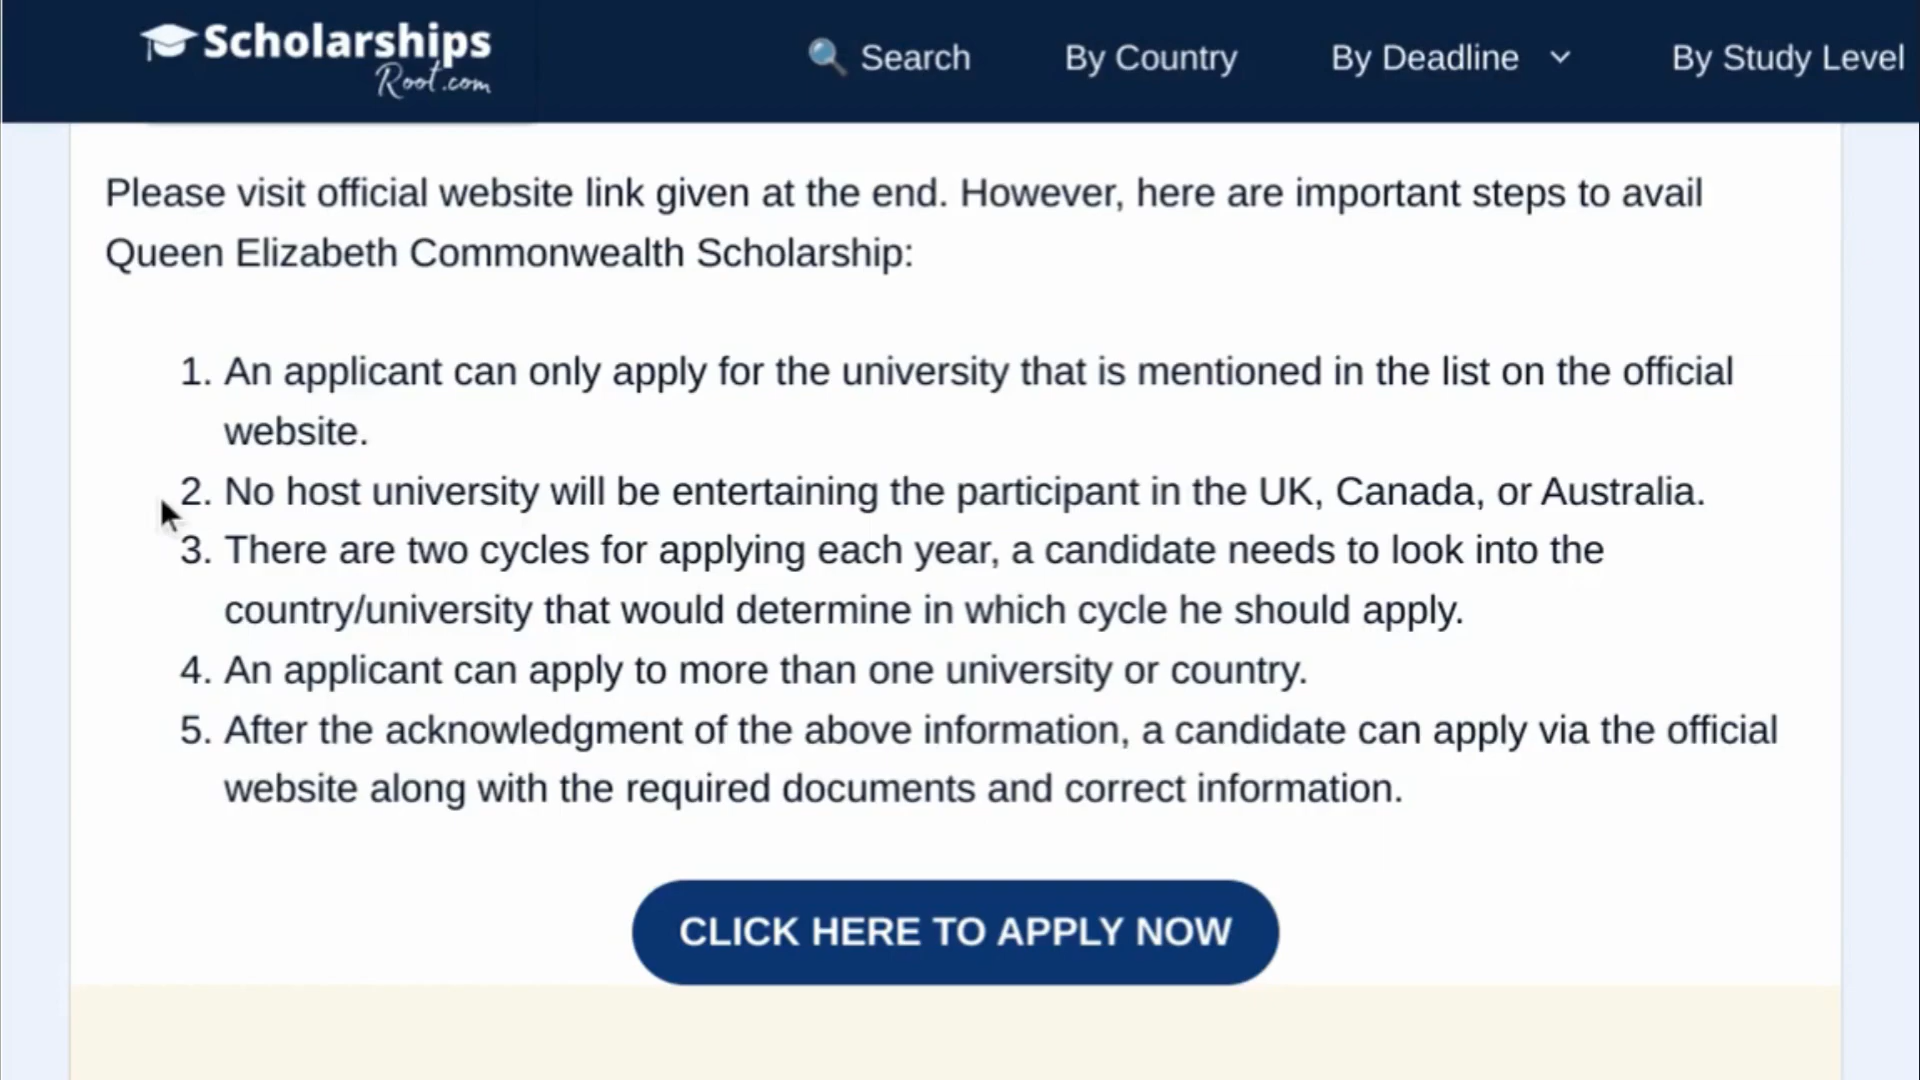 Scholarships
Root.com
Search
By Country
By Deadline
By Study Level
Please visit official website link given at the end. However, here are important steps to avail
Queen Elizabeth Commonwealth Scholarship:
1. An applicant can only apply for the university that is mentioned in the list on the official
website.
2. No host university will be entertaining the participant in the UK, Canada, or Australia.
3. There are two cycles for applying each year, a candidate needs to look into the
country/university that would determine in which cycle he should apply.
4. An applicant can apply to more than one university or country.
5. After the acknowledgment of the above information, a candidate can apply via the official
website along with the required documents and correct information.
CLICK HERE TO APPLY NOW